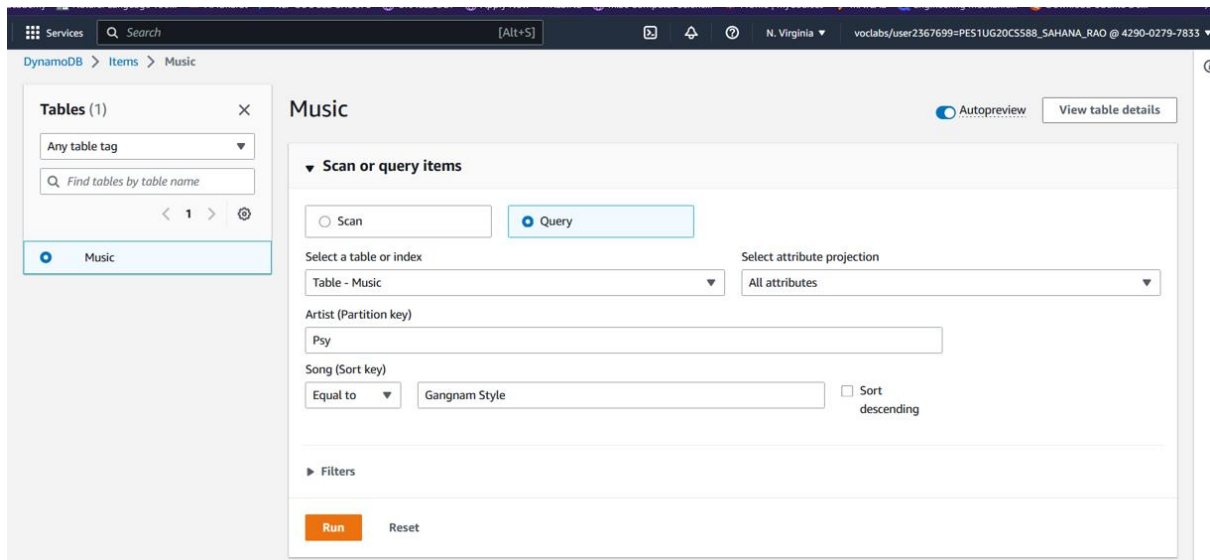 Services
Search
[Alt+S]
N. Virginia
voclabs/user2367699=PES1UG20CS588_SAHANA_RAO @ 4290-0279-7833
DynamoDB > Items > Music
Tables (1)
Any table tag
Find tables by table name
1
Music
Music
Autopreview
View table details
Scan or query items
Scan
Query
Select a table or index
Table - Music
Select attribute projection
All attributes
Artist (Partition key)
Psy
Song (Sort key)
Equal to
Gangnam Style
Sort
descending
Filters
Run
Reset